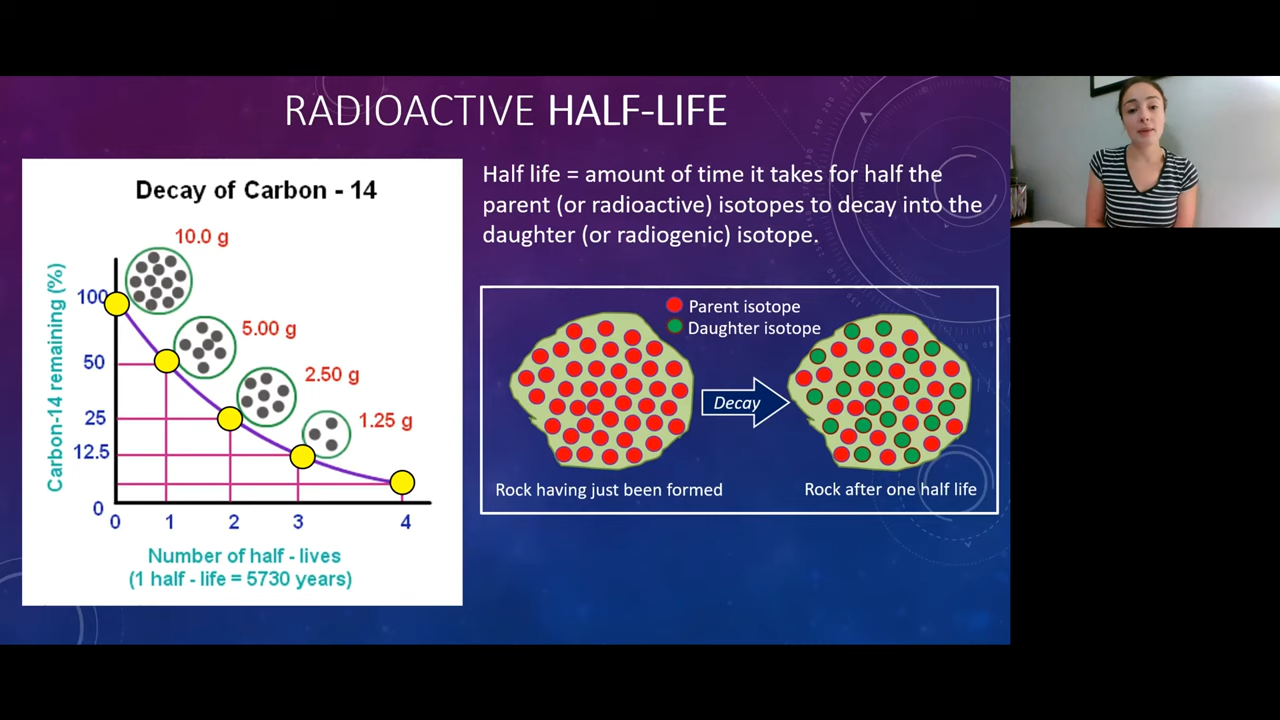 RADIOACTIVE HALF-LIFE
Decay of Carbon - 14
10.0 g
5.00 g
2.50 g
1.25 g
Carbon-14 remaining (%)
100
50
25
12.5
0
0 1 2 3 4
Number of half - lives
(1 half - life = 5730 years)
Half life = amount of time it takes for half the
parent (or radioactive) isotopes to decay into the
daughter (or radiogenic) isotope.
Parent isotope
Daughter isotope
Decay
Rock having just been formed
Rock after one half life